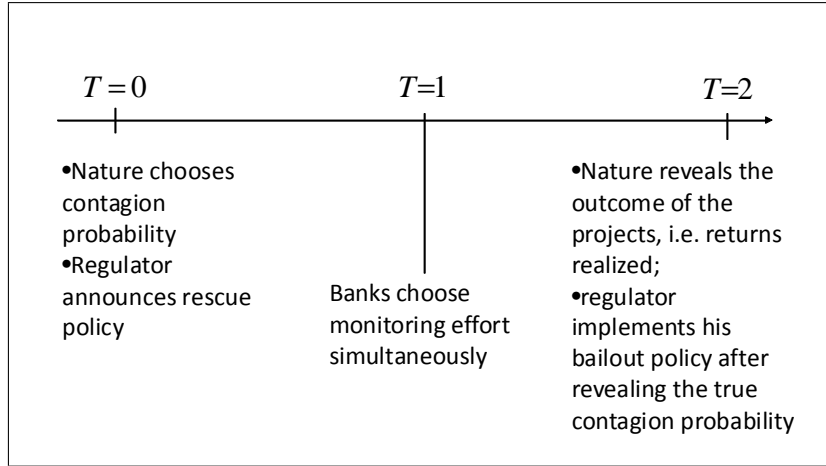 T = 0
T=1
T=2
•Nature chooses
contagion
probability
•Regulator
announces rescue
policy
Banks choose
monitoring effort
simultaneously
•Nature reveals the
outcome of the
projects, i.e. returns
realized;
•regulator
implements his
bailout policy after
revealing the true
contagion probability